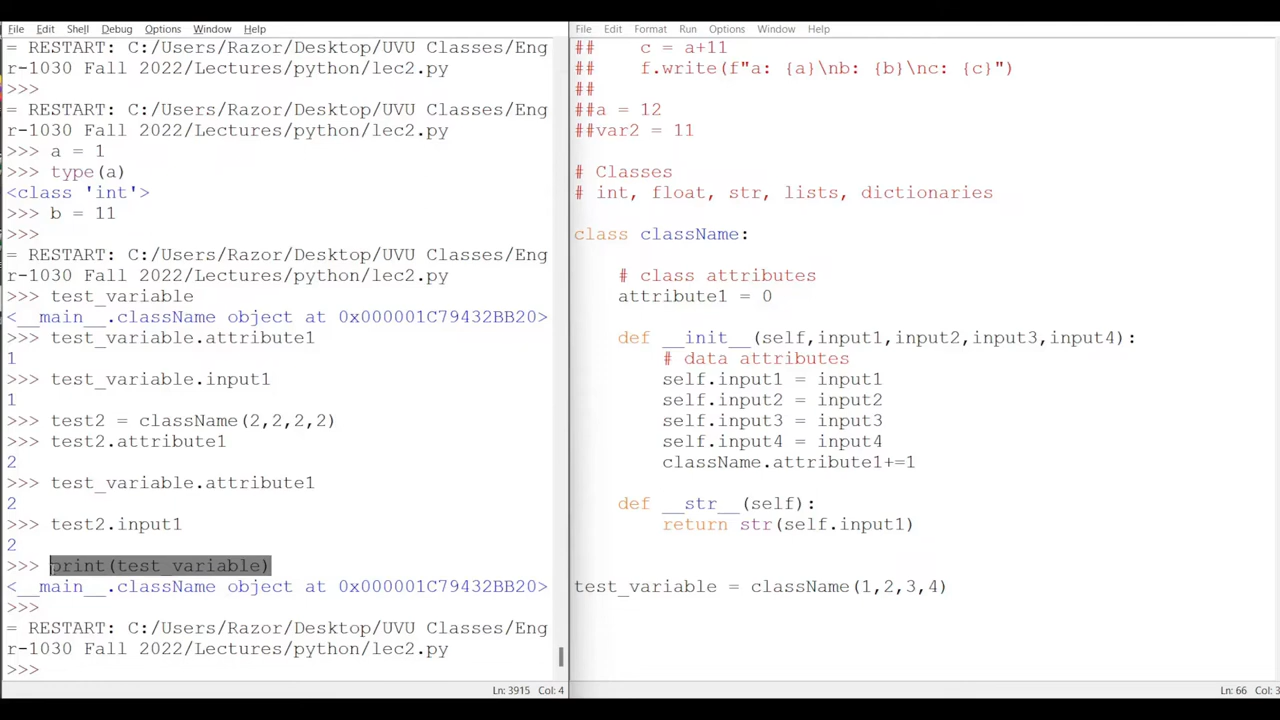 File Edit Shell Debug Options Window Help
= RESTART: C:/Users/Razor/Desktop/UVU Classes/Eng
r-1030 Fall 2022/Lectures/python/lec2.py
>>>
= RESTART: C:/Users/Razor/Desktop/UVU Classes/Eng
r-1030 Fall 2022/Lectures/python/lec2.py
>>> a = 1
>>> type(a)
<class 'int'>
>>> b = 11
>>>
= RESTART: C:/Users/Razor/Desktop/UVU Classes/Eng
r-1030 Fall 2022/Lectures/python/lec2.py
>>> test_variable
<__main__.className object at 0x000001C79432BB20>
>>> test_variable.attribute1
1
>>> test_variable.input1
1
>>> test2 = className(2,2,2,2)
>>> test2.attribute1
2
>>> test_variable.attribute1
2
>>> test2.input1
2
>>> print(test_variable)
<__main__.className object at 0x000001C79432BB20>
>>>
= RESTART: C:/Users/Razor/Desktop/UVU Classes/Eng
r-1030 Fall 2022/Lectures/python/lec2.py
>>>
Ln: 3915 Col: 4
File Edit Format Run Options Window Help
##    c = a+11
##    f.write(f"a: {a}\nb: {b}\nc: {c}")
##
##a = 12
##var2 = 11
# Classes
# int, float, str, lists, dictionaries
class className:
    # class attributes
    attribute1 = 0
    def __init__(self,input1,input2,input3,input4):
        # data attributes
        self.input1 = input1
        self.input2 = input2
        self.input3 = input3
        self.input4 = input4
        className.attribute1+=1
    def __str__(self):
        return str(self.input1)
test_variable = className(1,2,3,4)
Ln: 66 Col: 3